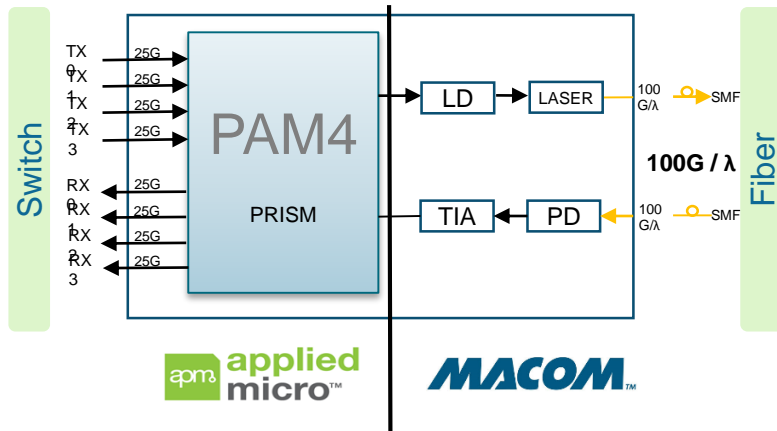 Switch
TX 0
25G
TX 1
25G
TX 2
25G
TX 3
25G
RX 0
25G
RX 1
25G
RX 2
25G
RX 3
25G
PAM4
PRISM
LD
LASER
100
G/λ
SMF
100G / λ
TIA
PD
100
G/λ
SMF
Fiber
apm
applied
micro™
MACOM™